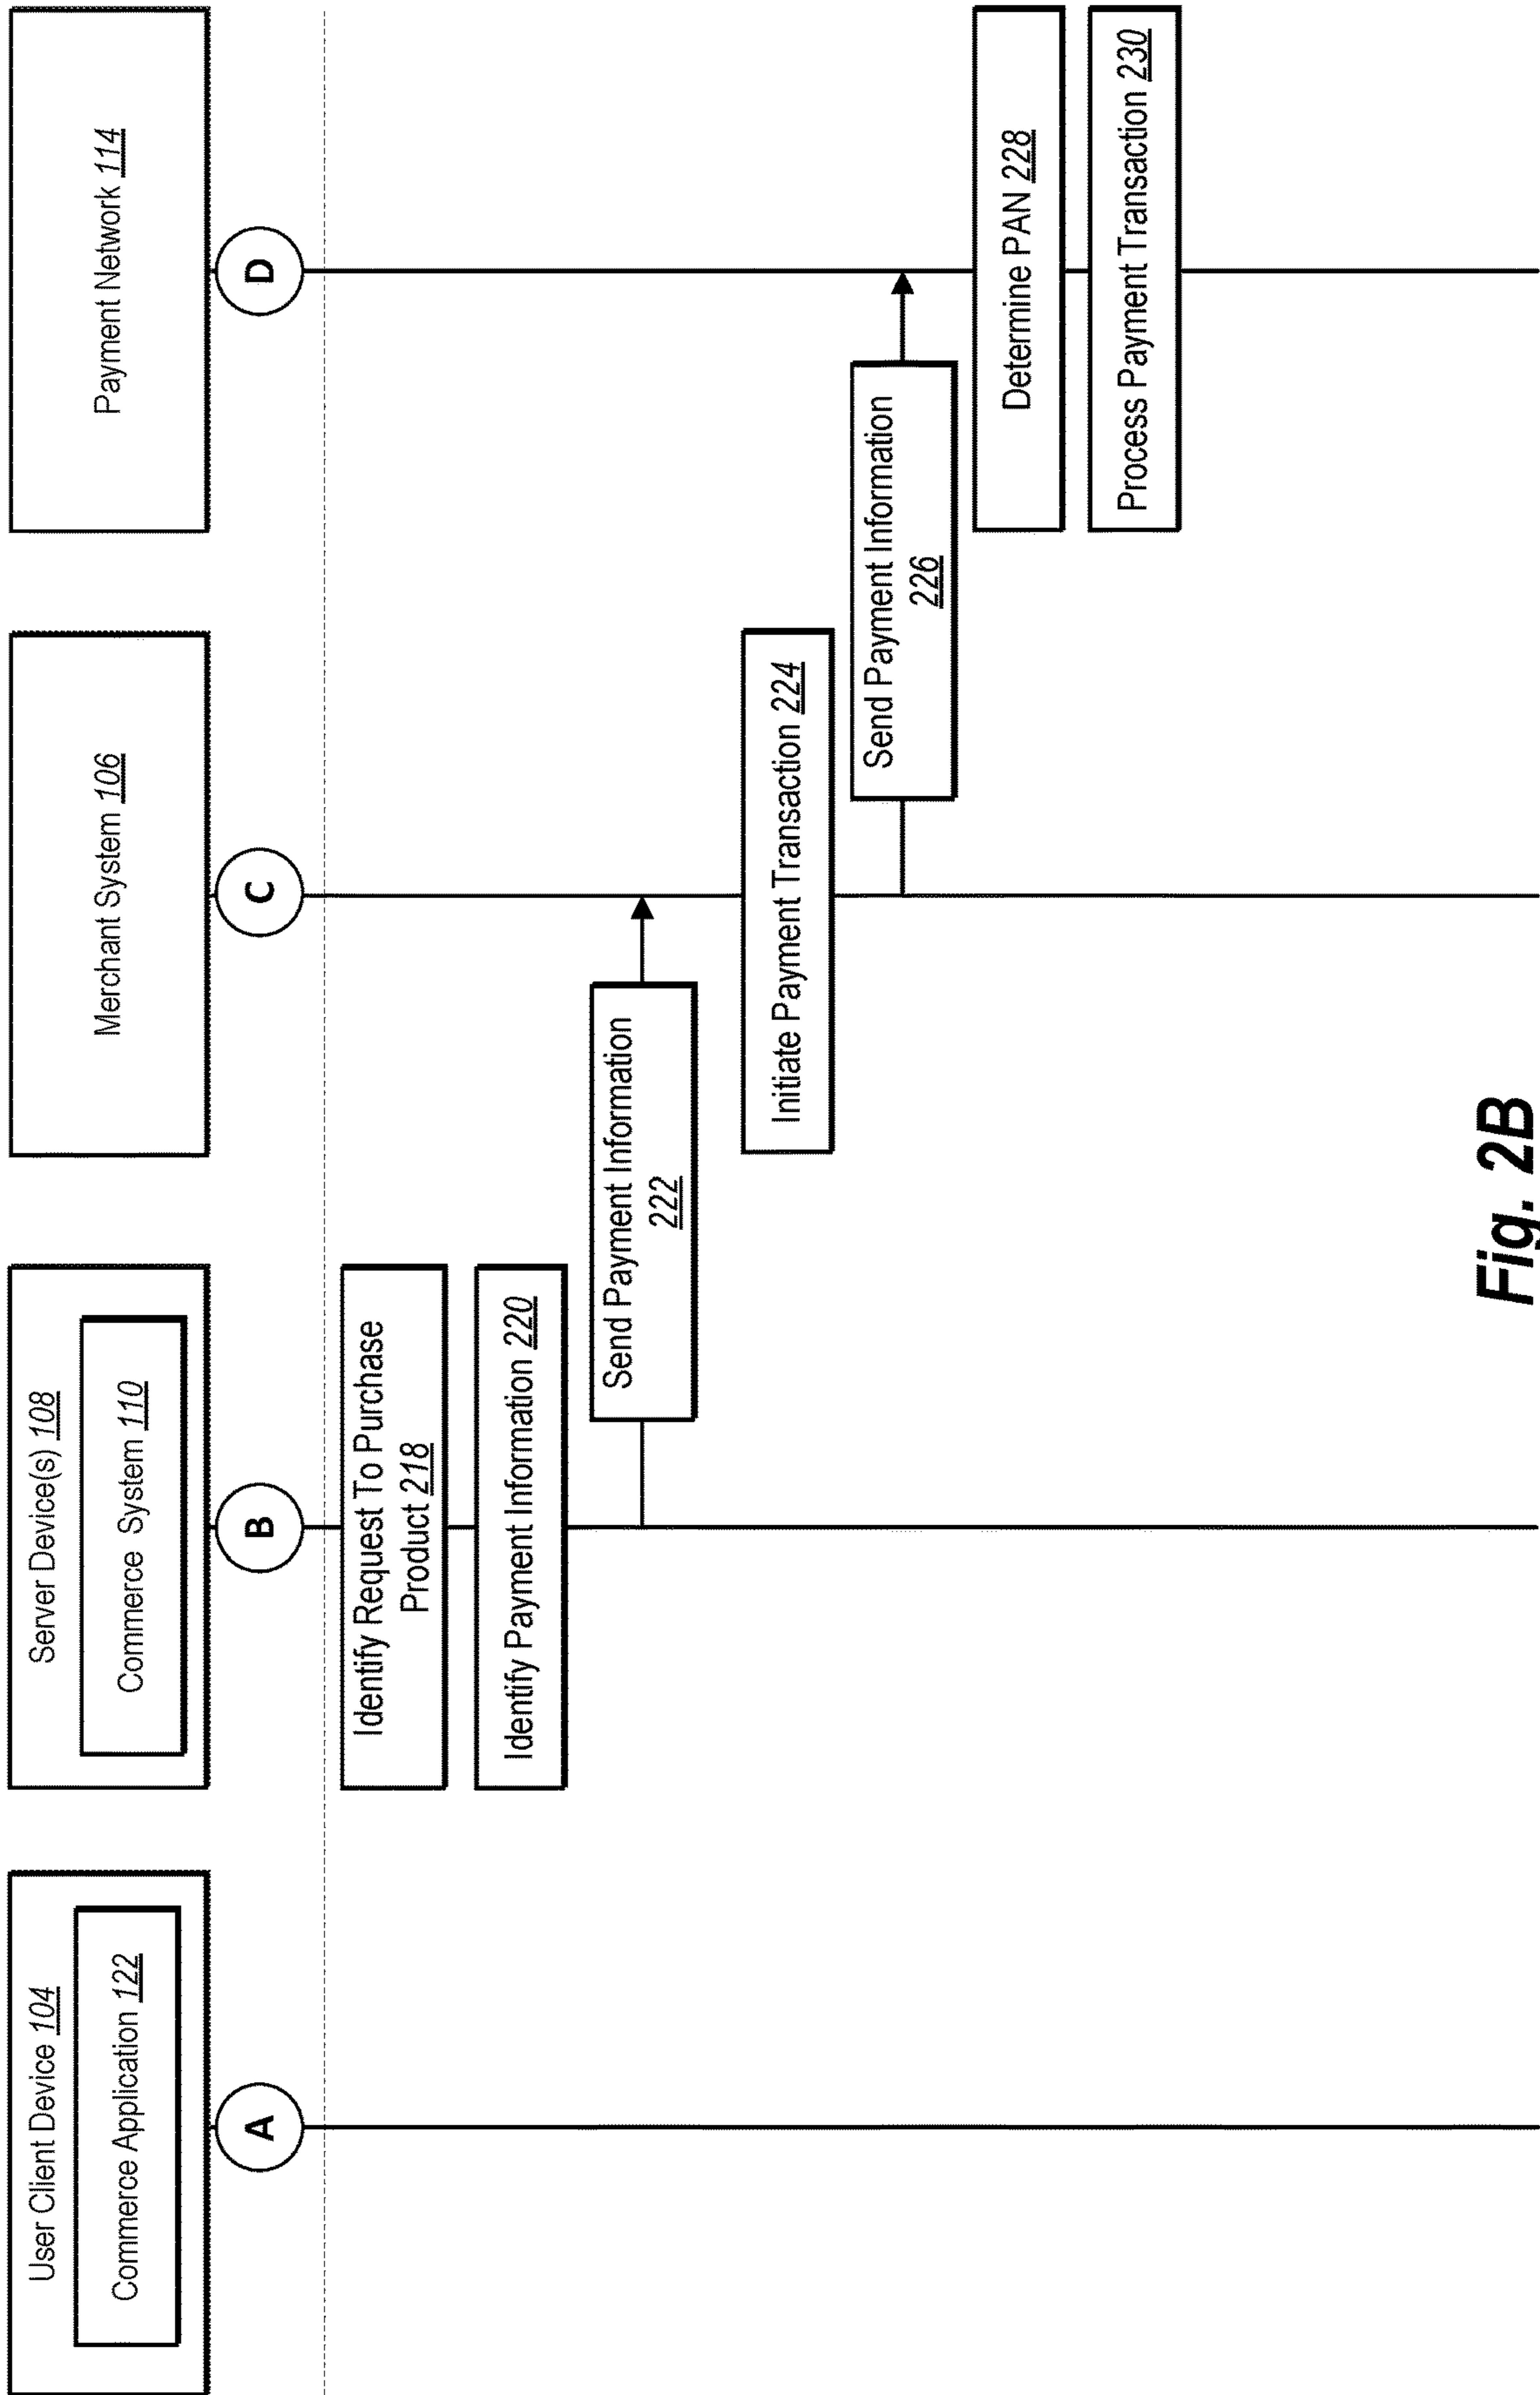 User Client Device 104
Commerce Application 122
Server Device(s) 108
Commerce System 110
Merchant System 106
Payment Network 114
A
B
C
D
Identify Request To Purchase
Product 218
Identify Payment Information 220
Send Payment Information
222
Initiate Payment Transaction 224
Send Payment Information
226
Determine PAN 228
Process Payment Transaction 230
Fig. 2B